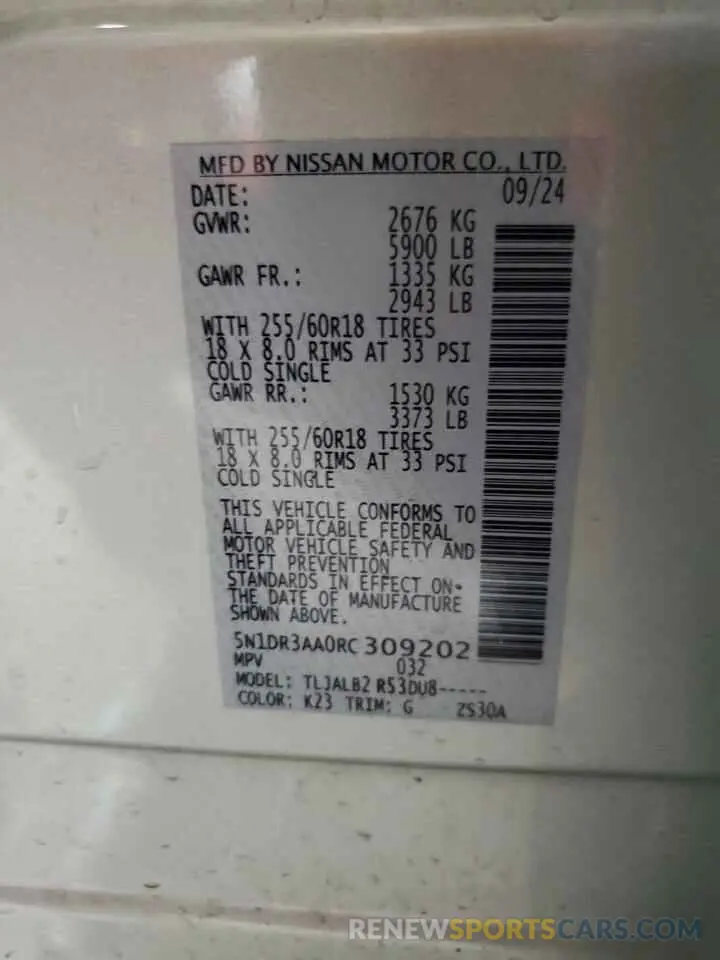 MFD BY NISSAN MOTOR CO., LTD.
DATE: 09/24
GVWR: 2676 KG
5900 LB
GAWR FR.: 1335 KG
2943 LB
WITH 255/60R18 TIRES
18 X 8.0 RIMS AT 33 PSI
COLD SINGLE
GAWR RR.: 1530 KG
3373 LB
WITH 255/60R18 TIRES
18 X 8.0 RIMS AT 33 PSI
COLD SINGLE
THIS VEHICLE CONFORMS TO
ALL APPLICABLE FEDERAL
MOTOR VEHICLE SAFETY AND
THEFT PREVENTION
STANDARDS IN EFFECT ON
THE DATE OF MANUFACTURE
SHOWN ABOVE.
5N1DR3AA0RC309202
MPV 032
MODEL: TLJALB2 R53DU8-----
COLOR: K23 TRIM: G 2S30A
RENEWSPORTSCARS.COM